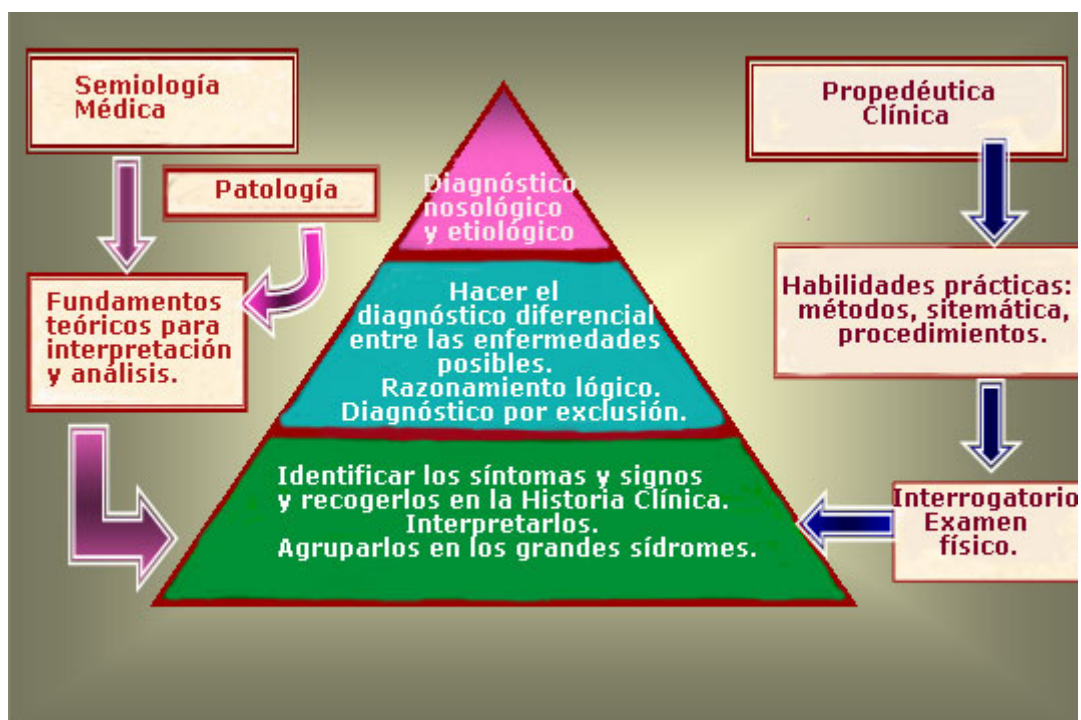 Semiología
Médica
Patología
Fundamentos
teóricos para
interpretación
y análisis.
Diagnóstico
nosológico
y etiológico
Hacer el
diagnóstico diferencial
entre las enfermedades
posibles.
Razonamiento lógico.
Diagnóstico por exclusión.
Identificar los síntomas y signos
y recogerlos en la Historia Clínica.
Interpretarlos.
Agruparlos en los grandes sídromes.
Propedéutica
Clínica
Habilidades prácticas:
métodos, sitemática,
procedimientos.
Interrogatorio
Examen
físico.